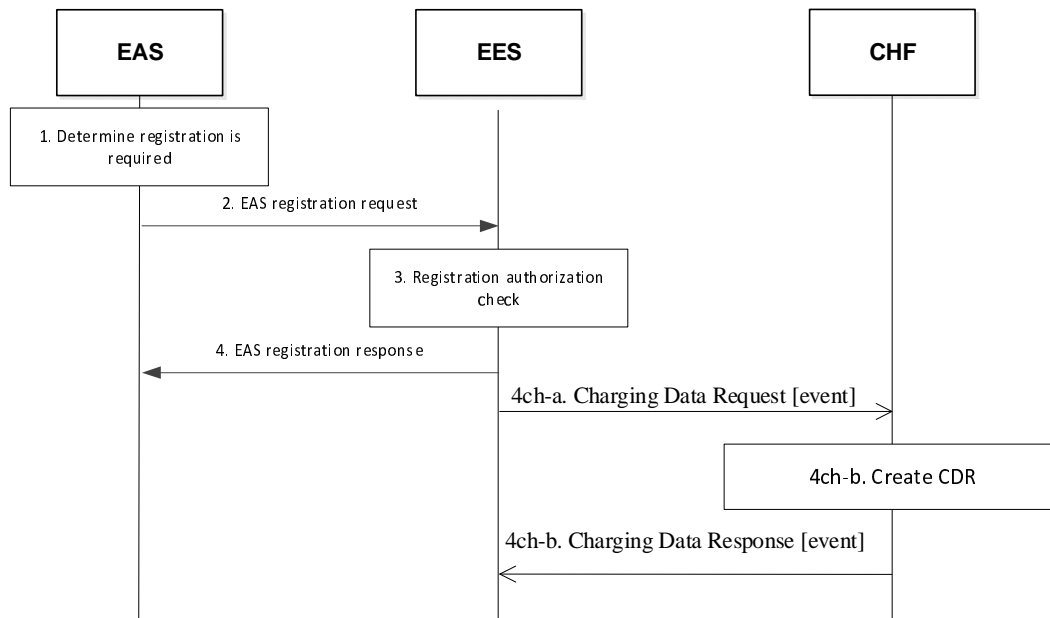 EAS
EES
CHF
1. Determine registration is
required
2. EAS registration request
3. Registration authorization
check
4. EAS registration response
4ch-a. Charging Data Request [event]
4ch-b. Create CDR
4ch-b. Charging Data Response [event]